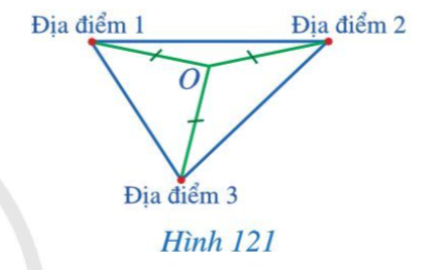 Địa điểm 1
Địa điểm 2
O
Địa điểm 3
Hình 121